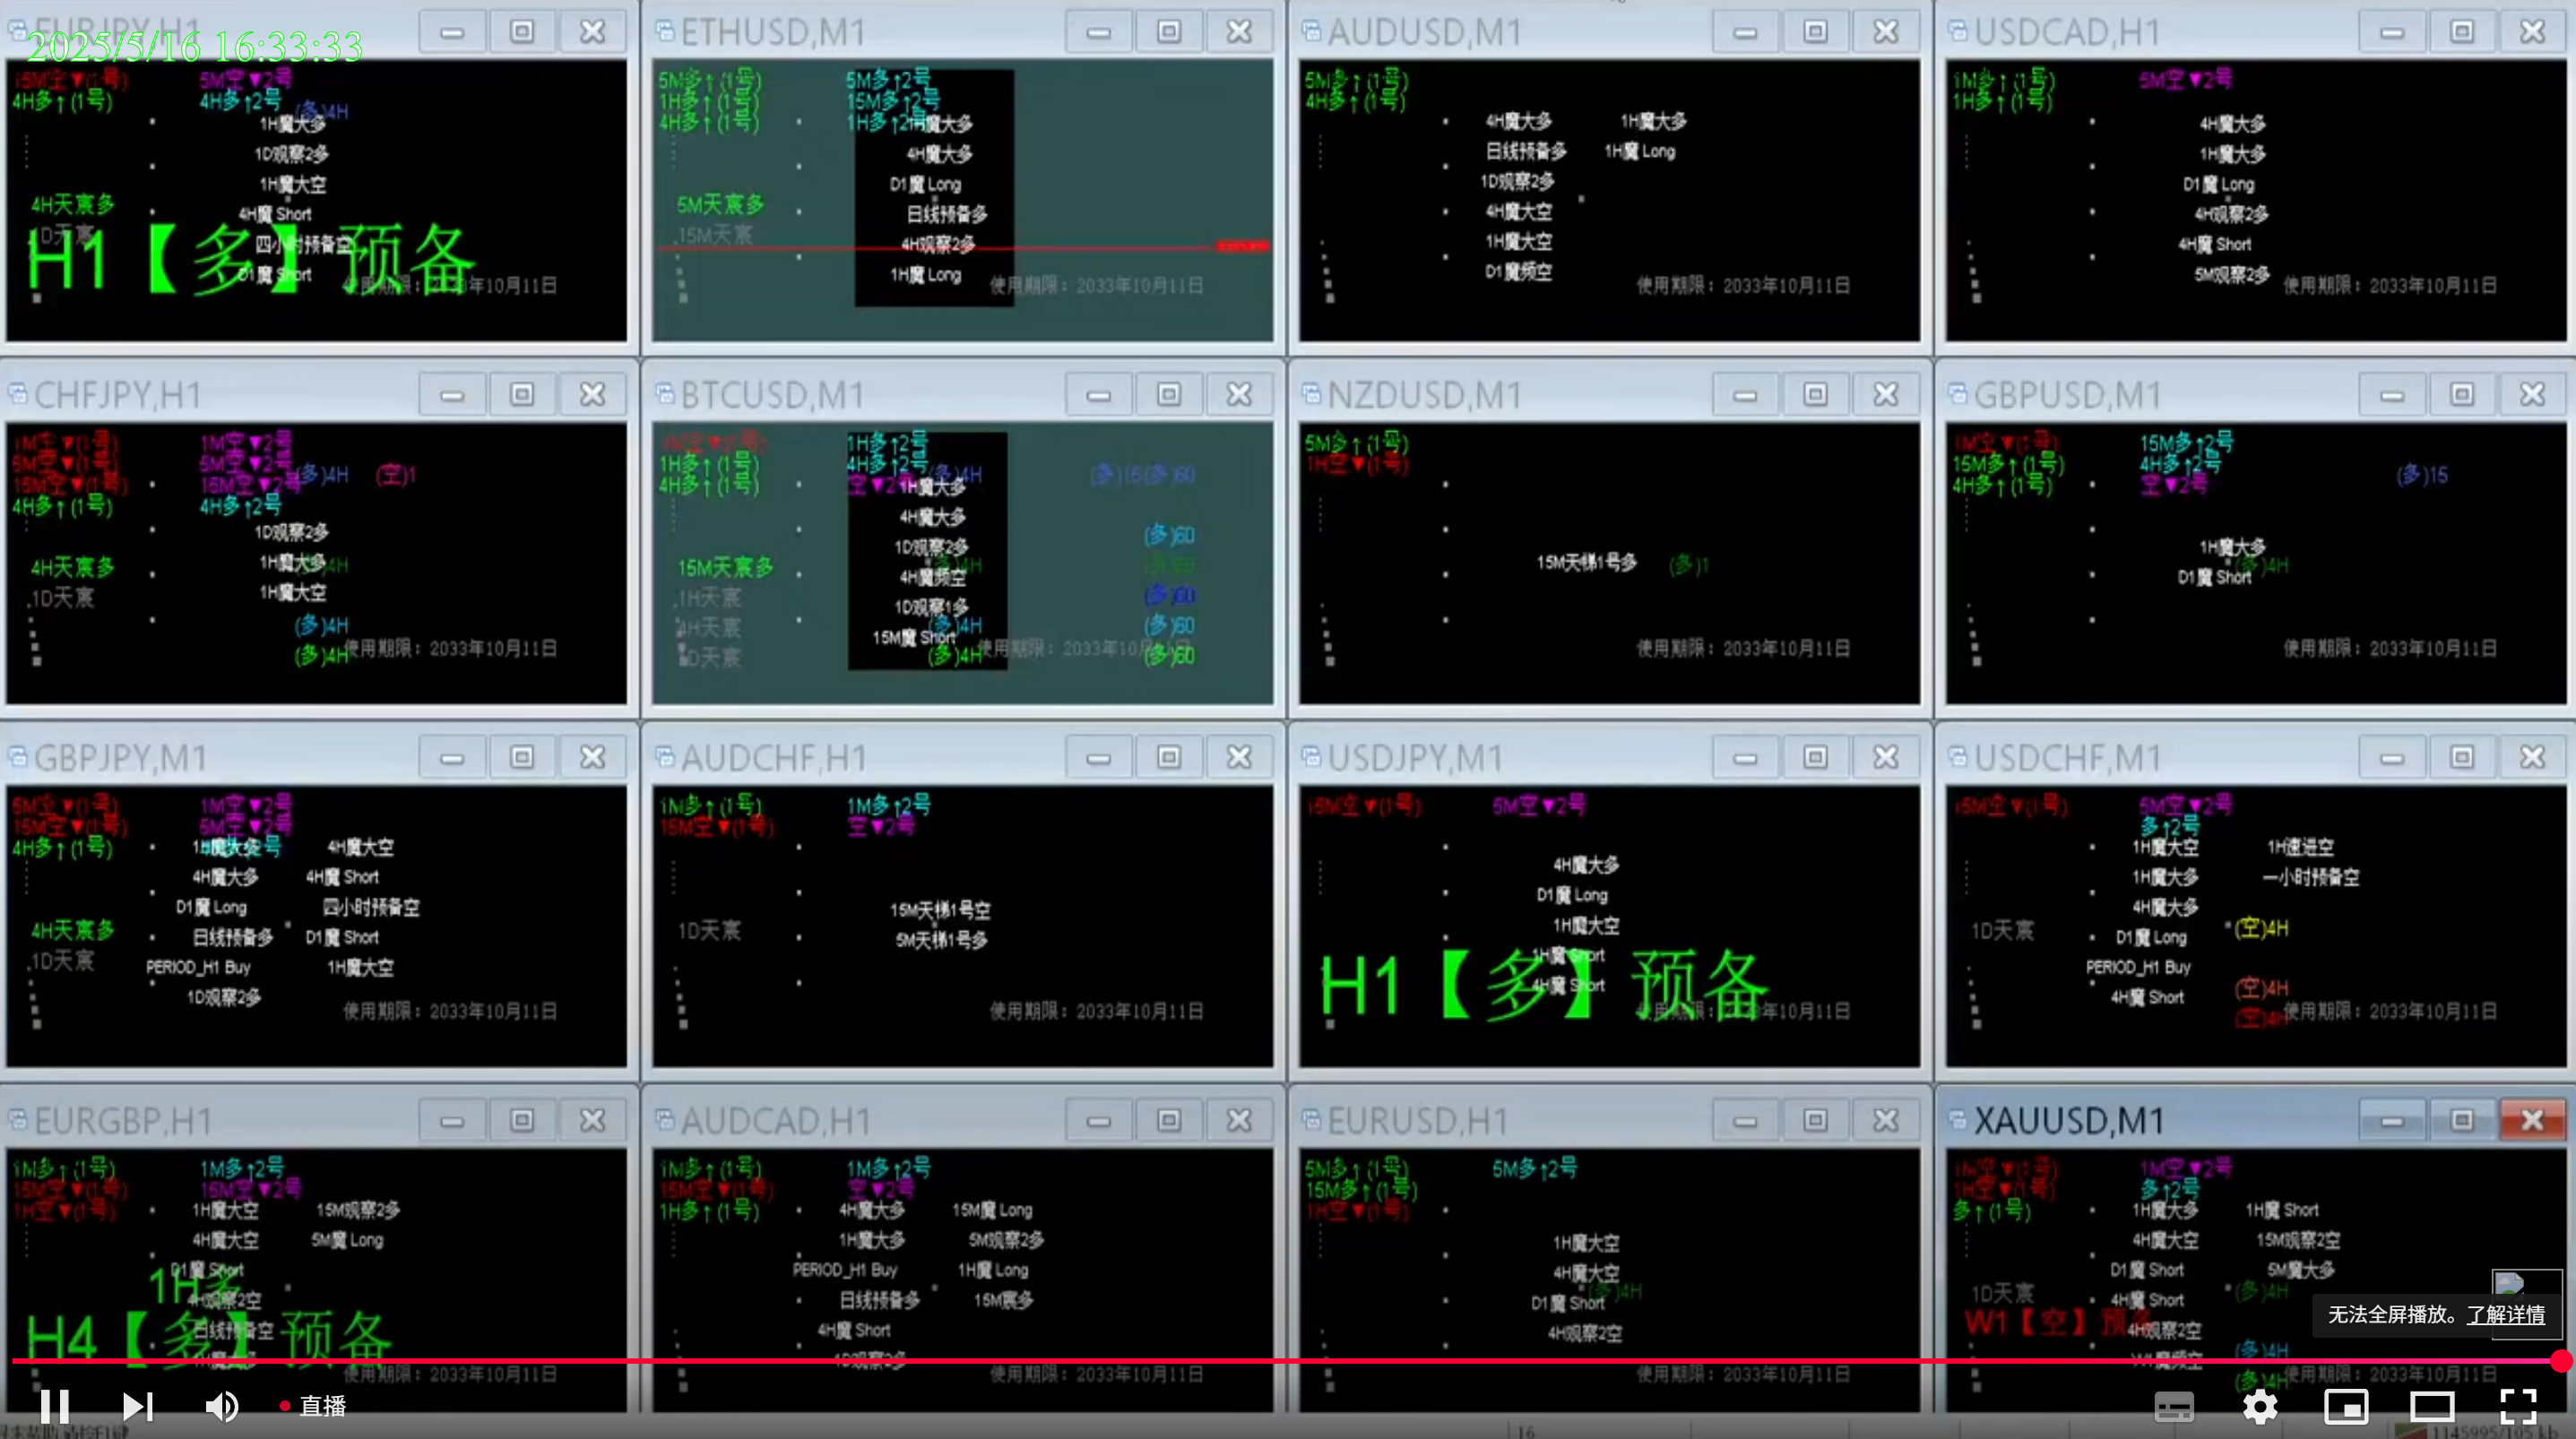 EURJPY,H1
2025/5/16 16:33:33
15M空▼(1号)
5M空▼2号
4H多↑(1号)
4H多↑2号
(多)4H
1H魔大多
1D观察2多
1H魔大空
4H天宸多
4H魔 Short
1D天宸
四小时预备空
H1【多】预备
D1魔 Short
使用期限：2033年10月11日
ETHUSD,M1
5M多↑(1号)
5M多↑2号
1H多↑(1号)
15M多↑2号
4H多↑(1号)
1H多↑2号
1H魔大多
4H魔大多
D1魔 Long
5M天宸多
日线预备多
15M天宸
4H观察2多
1H魔 Long
使用期限：2033年10月11日
AUDUSD,M1
5M多↑(1号)
4H多↑(1号)
4H魔大多
1H魔大多
日线预备多
1H魔 Long
1D观察2多
4H魔大空
1H魔大空
D1魔频空
使用期限：2033年10月11日
USDCAD,H1
1M多↑(1号)
5M空▼2号
1H多↑(1号)
4H魔大多
1H魔大多
D1魔 Long
4H观察2多
4H魔 Short
5M观察2多
使用期限：2033年10月11日
CHFJPY,H1
1M空▼(1号)
1M空▼2号
5M空▼(1号)
5M空▼2号
(多)4H
(空)1
15M空▼(1号)
15M空▼2号
4H多↑(1号)
4H多↑2号
1D观察2多
4H天宸多
1H魔大多
4H
1D天宸
1H魔大空
(多)4H
(多)4H
使用期限：2033年10月11日
BTCUSD,M1
1M空▼(1号)
1H多↑2号
1H多↑(1号)
4H多↑2号
(多)4H
(多)15(多)60
4H多↑(1号)
空▼2号
1H魔大多
4H魔大多
(多)60
1D观察2多
15M天宸多
4H魔频空
(多)60
1H天宸
1D观察1多
(多)60
4H天宸
(多)4H
(多)60
15M魔 Short
D天宸
(多)4H
使用期限：2033年10月11日
(多)60
NZDUSD,M1
5M多↑(1号)
1H空▼(1号)
15M天梯1号多
(多)1
使用期限：2033年10月11日
GBPUSD,M1
1M空▼(1号)
15M多↑2号
15M多↑(1号)
4H多↑2号
(多)15
4H多↑(1号)
空▼2号
1H魔大多
(多)4H
D1魔 Short
使用期限：2033年10月11日
GBPJPY,M1
5M空▼(1号)
1M空▼2号
15M空▼(1号)
5M空▼2号
4H多↑(1号)
1H魔大多
4H魔大空
4H魔大多
4H魔 Short
D1魔 Long
四小时预备空
4H天宸多
日线预备多
D1魔 Short
1D天宸
PERIOD_H1 Buy
1H魔大空
1D观察2多
使用期限：2033年10月11日
AUDCHF,H1
1M多↑(1号)
1M多↑2号
15M空▼(1号)
空▼2号
15M天梯1号空
1D天宸
5M天梯1号多
使用期限：2033年10月11日
USDJPY,M1
15M空▼(1号)
5M空▼2号
4H魔大多
D1魔 Long
1H魔大空
1H魔 Short
H1【多】预备
4H魔 Short
使用期限：2033年10月11日
USDCHF,M1
15M空▼(1号)
5M空▼2号
多↑2号
1H魔大空
1H速进空
1H魔大多
一小时预备空
4H魔大多
1D天宸
D1魔 Long
(空)4H
PERIOD_H1 Buy
4H魔 Short
(空)4H
(空)4H
使用期限：2033年10月11日
EURGBP,H1
1M多↑(1号)
1M多↑2号
15M空▼(1号)
15M空▼2号
1H空▼(1号)
1H魔大空
15M观察2多
4H魔大空
5M魔 Long
D1魔 Short
1H多
4H观察2空
H4【多】预备
日线预备空
使用期限：2033年10月11日
AUDCAD,H1
1M多↑(1号)
1M多↑2号
15M空▼(1号)
空▼2号
1H多↑(1号)
4H魔大多
15M魔 Long
1H魔大多
5M观察2多
PERIOD_H1 Buy
1H魔 Long
日线预备多
15M宸多
4H魔 Short
1D观察2多
使用期限：2033年10月11日
EURUSD,H1
5M多↑(1号)
5M多↑2号
15M多↑(1号)
1H空▼(1号)
1H魔大空
4H魔大空
(多)4H
D1魔 Short
4H观察2空
使用期限：2033年10月11日
XAUUSD,M1
1M空▼(1号)
1M空▼2号
1H空▼(1号)
多↑2号
多↑(1号)
1H魔大多
1H魔 Short
4H魔大空
15M观察2空
D1魔 Short
5M魔大多
1D天宸
4H魔 Short
(多)4H
W1【空】预
4H观察2空
(多)4H
W1魔频空
(多)4H
使用期限：2033年10月11日
无法全屏播放。了解详情
直播
16
1145995/105 kb